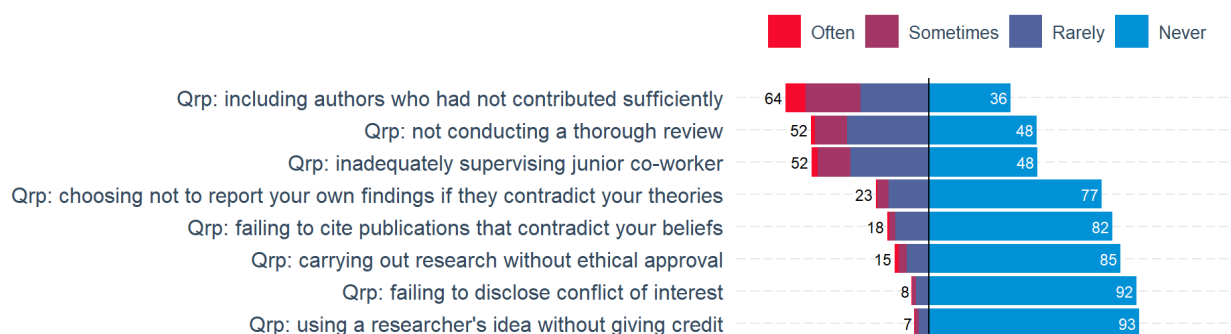 Often Sometimes Rarely Never
Qrp: including authors who had not contributed sufficiently 64 36
Qrp: not conducting a thorough review 52 48
Qrp: inadequately supervising junior co-worker 52 48
Qrp: choosing not to report your own findings if they contradict your theories 23 77
Qrp: failing to cite publications that contradict your beliefs 18 82
Qrp: carrying out research without ethical approval 15 85
Qrp: failing to disclose conflict of interest 8 92
Qrp: using a researcher's idea without giving credit 7 93